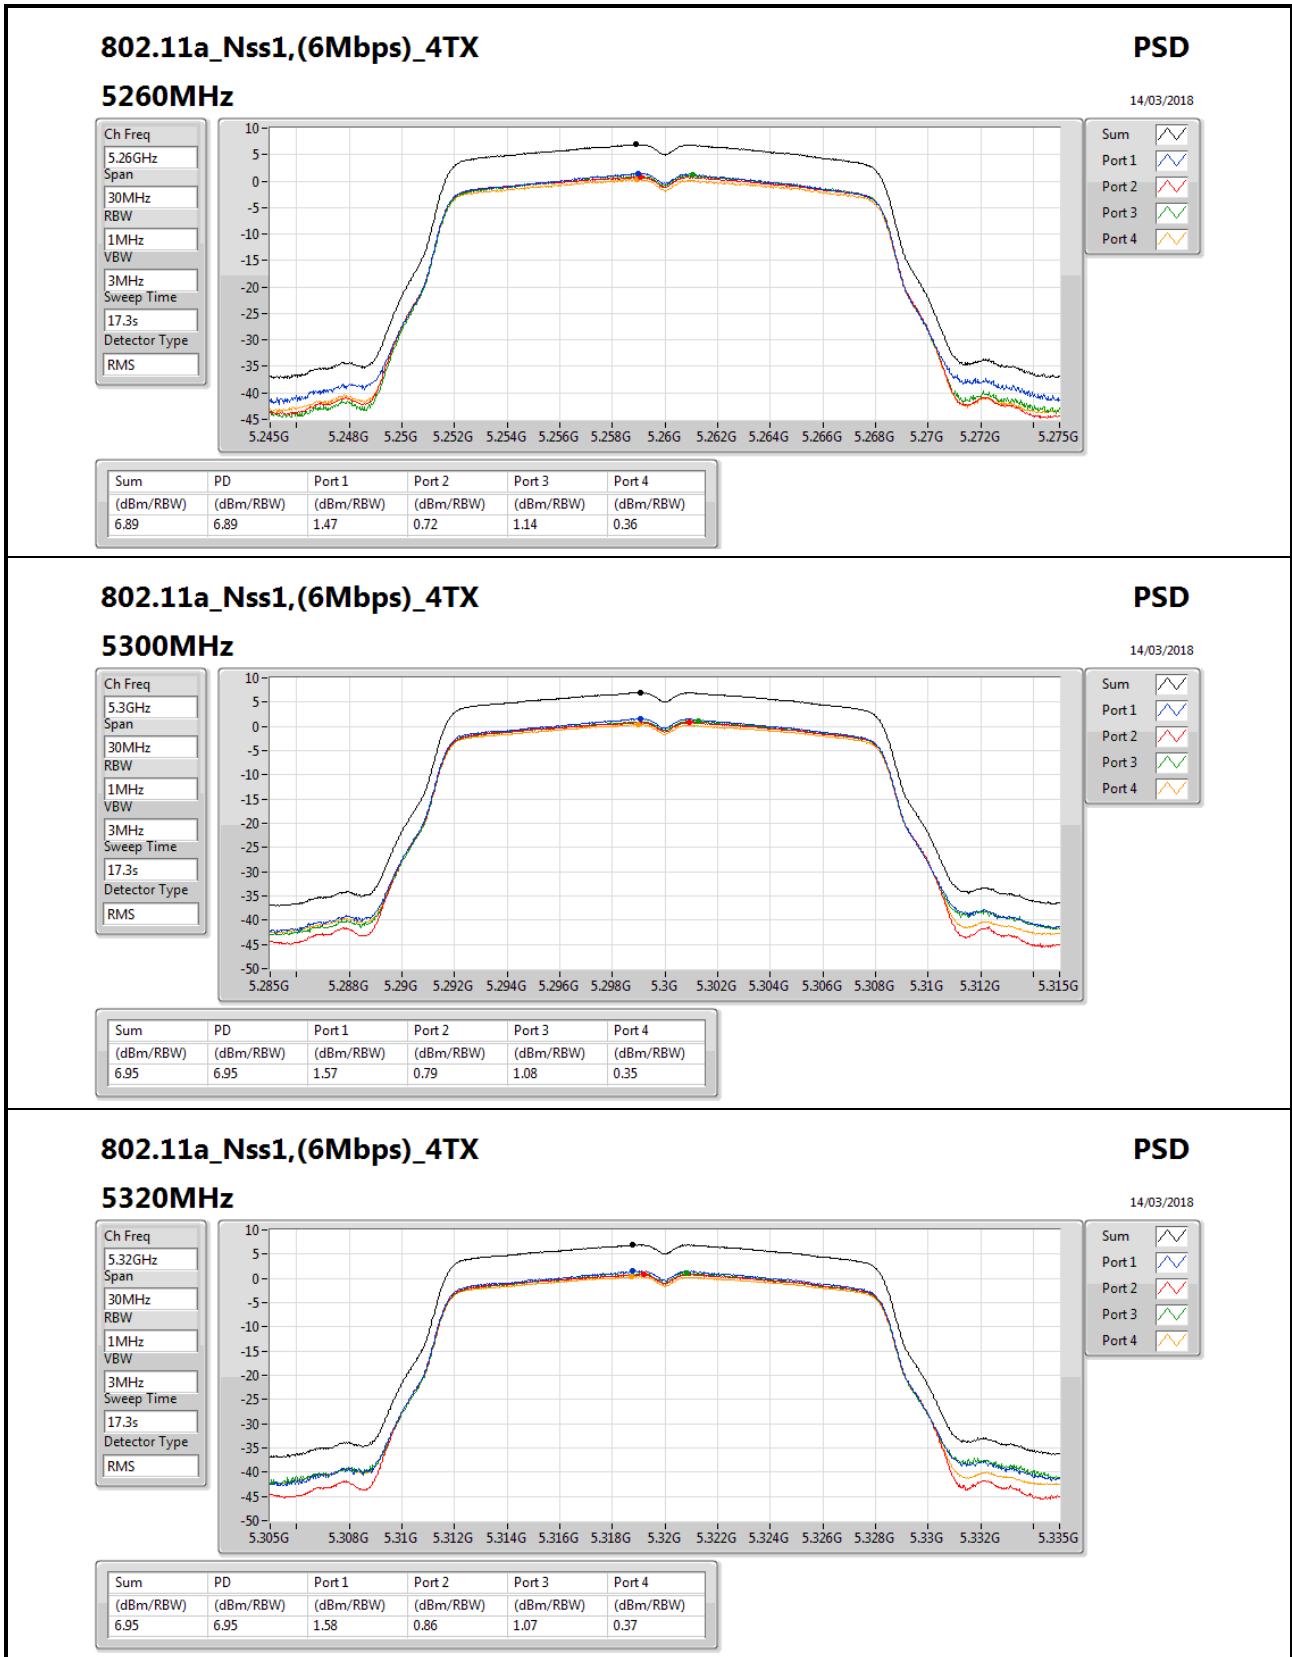 802.11a_Nss1,(6Mbps)_4TX PSD
5260MHz 14/03/2018
Ch Freq
5.26GHz
Span
30MHz
RBW
1MHz
VBW
3MHz
Sweep Time
17.3s
Detector Type
RMS
10
5
0
-5
-10
-15
-20
-25
-30
-35
-40
-45
5.245G 5.248G 5.25G 5.252G 5.254G 5.256G 5.258G 5.26G 5.262G 5.264G 5.266G 5.268G 5.27G 5.272G 5.275G
Sum
Port 1
Port 2
Port 3
Port 4
Sum PD Port 1 Port 2 Port 3 Port 4
(dBm/RBW) (dBm/RBW) (dBm/RBW) (dBm/RBW) (dBm/RBW) (dBm/RBW)
6.89 6.89 1.47 0.72 1.14 0.36
802.11a_Nss1,(6Mbps)_4TX PSD
5300MHz 14/03/2018
Ch Freq
5.3GHz
Span
30MHz
RBW
1MHz
VBW
3MHz
Sweep Time
17.3s
Detector Type
RMS
10
5
0
-5
-10
-15
-20
-25
-30
-35
-40
-45
-50
5.285G 5.288G 5.29G 5.292G 5.294G 5.296G 5.298G 5.3G 5.302G 5.304G 5.306G 5.308G 5.31G 5.312G 5.315G
Sum
Port 1
Port 2
Port 3
Port 4
Sum PD Port 1 Port 2 Port 3 Port 4
(dBm/RBW) (dBm/RBW) (dBm/RBW) (dBm/RBW) (dBm/RBW) (dBm/RBW)
6.95 6.95 1.57 0.79 1.08 0.35
802.11a_Nss1,(6Mbps)_4TX PSD
5320MHz 14/03/2018
Ch Freq
5.32GHz
Span
30MHz
RBW
1MHz
VBW
3MHz
Sweep Time
17.3s
Detector Type
RMS
10
5
0
-5
-10
-15
-20
-25
-30
-35
-40
-45
-50
5.305G 5.308G 5.31G 5.312G 5.314G 5.316G 5.318G 5.32G 5.322G 5.324G 5.326G 5.328G 5.33G 5.332G 5.335G
Sum
Port 1
Port 2
Port 3
Port 4
Sum PD Port 1 Port 2 Port 3 Port 4
(dBm/RBW) (dBm/RBW) (dBm/RBW) (dBm/RBW) (dBm/RBW) (dBm/RBW)
6.95 6.95 1.58 0.86 1.07 0.37